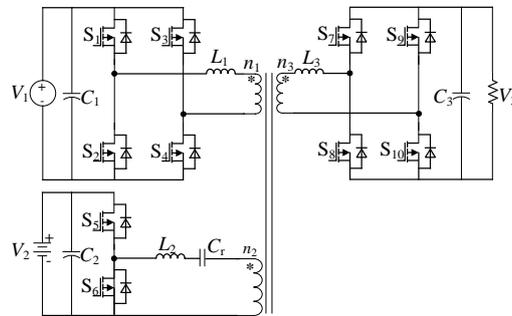 S1 S3 S7 S9
L1 n1 n3 L3
* *
V1 + - C1 C3 V3
S2 S4 S8 S10
S5
V2 + - C2 L2 Cr n2
S6 *